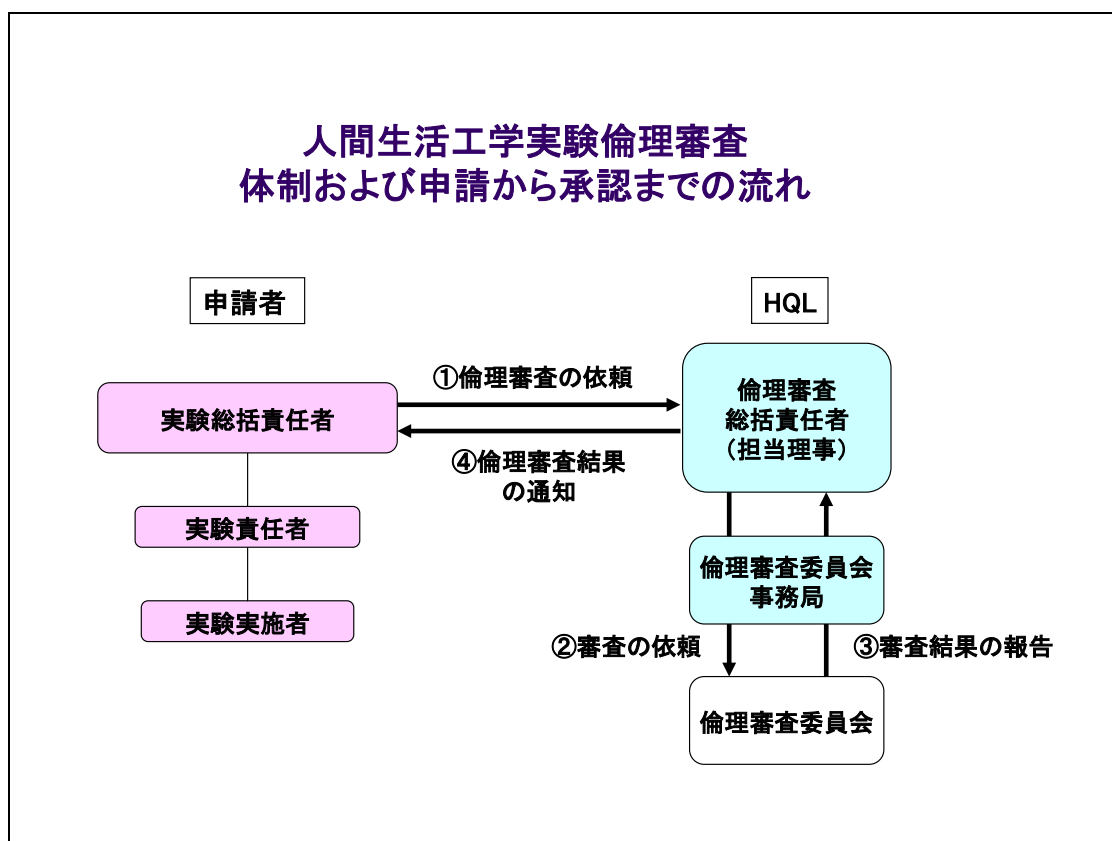 人間生活工学実験倫理審査
体制および申請から承認までの流れ
申請者
HQL
①倫理審査の依頼
実験総括責任者
倫理審査
総括責任者
（担当理事）
④倫理審査結果
の通知
実験責任者
倫理審査委員会
事務局
実験実施者
②審査の依頼
③審査結果の報告
倫理審査委員会